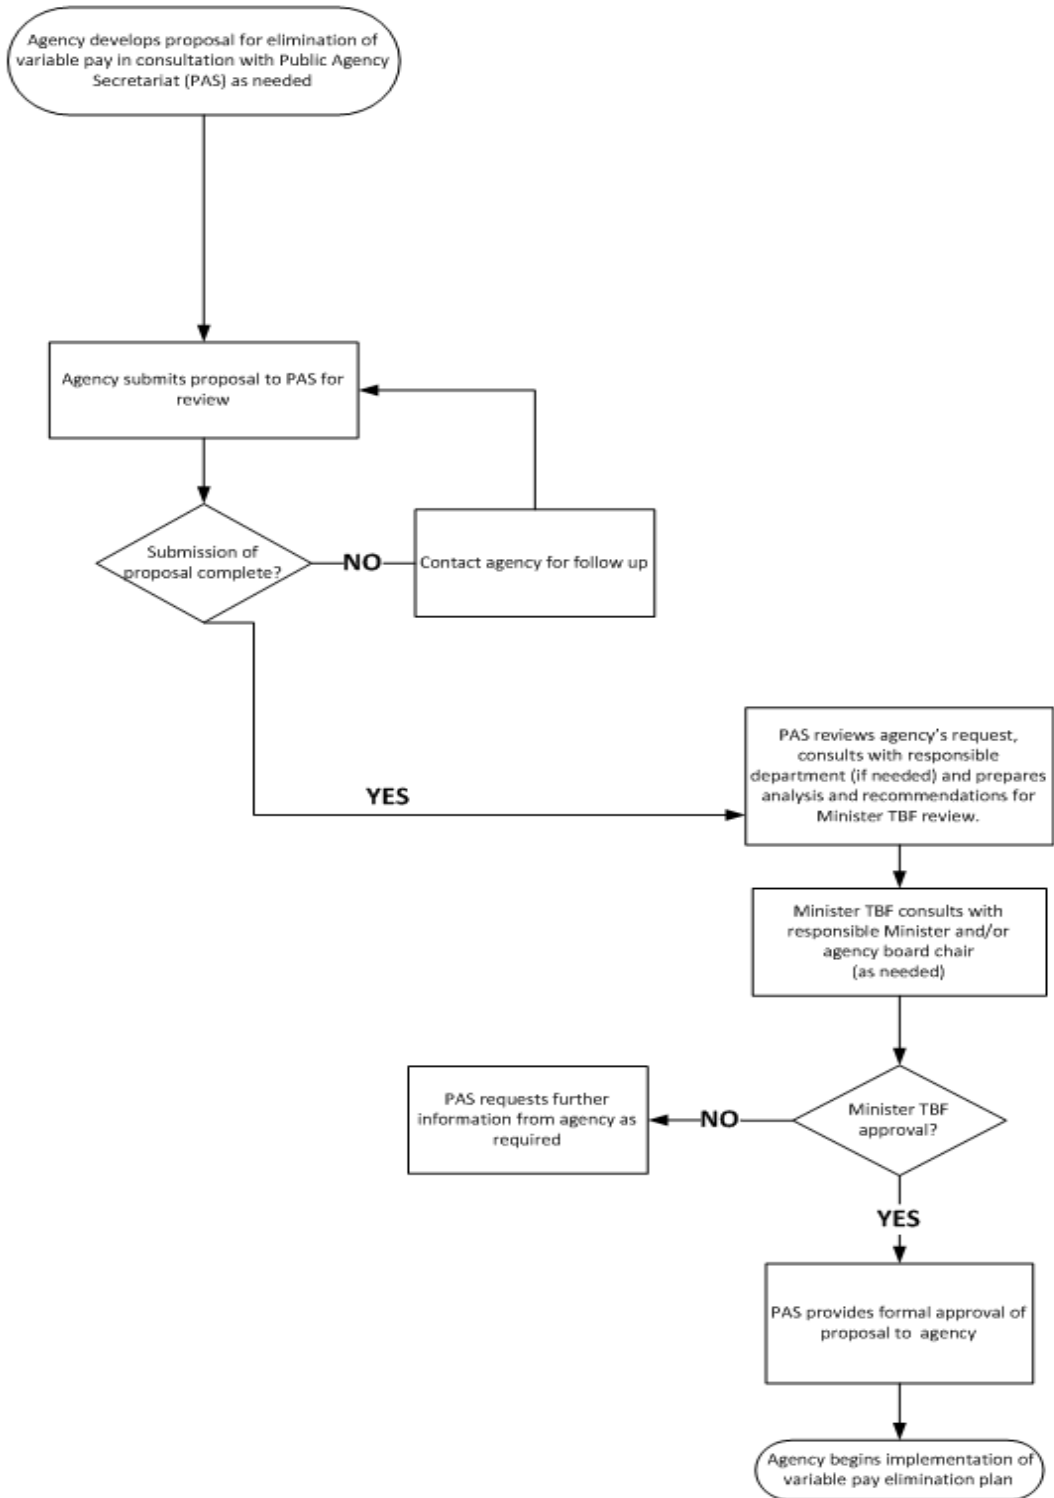 Agency develops proposal for elimination of
variable pay in consultation with Public Agency
Secretariat (PAS) as needed
Agency submits proposal to PAS for
review
Submission of
proposal complete?
NO
Contact agency for follow up
YES
PAS reviews agency’s request,
consults with responsible
department (if needed) and prepares
analysis and recommendations for
Minister TBF review.
Minister TBF consults with
responsible Minister and/or
agency board chair
(as needed)
Minister TBF
approval?
NO
PAS requests further
information from agency as
required
YES
PAS provides formal approval of
proposal to agency
Agency begins implementation of
variable pay elimination plan